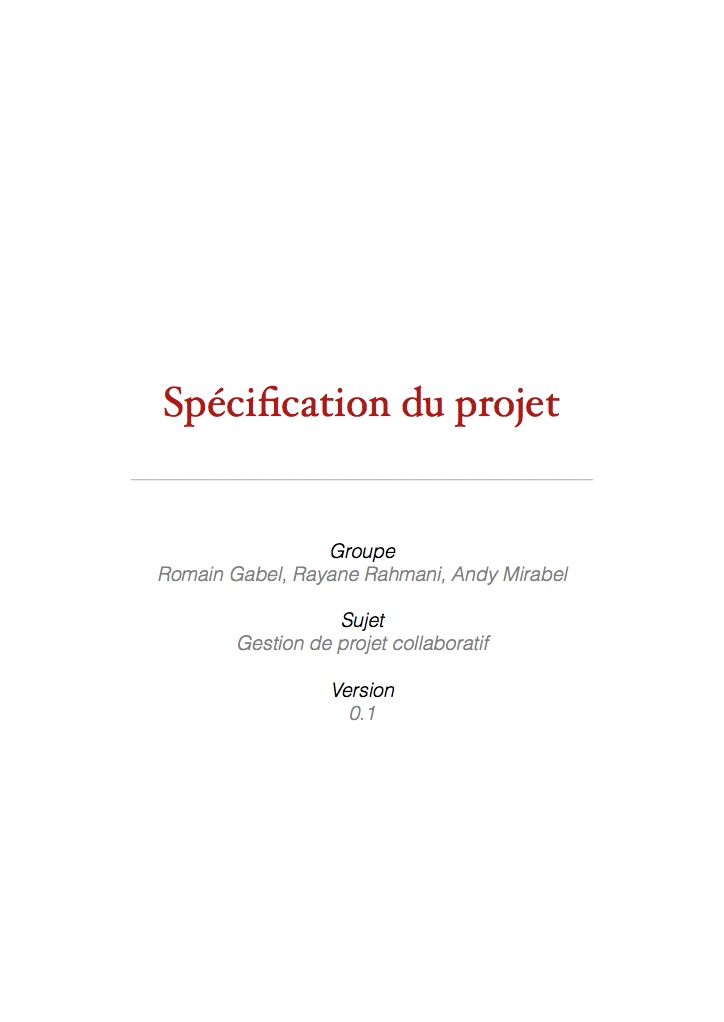 Spécification du projet
Groupe
Romain Gabel, Rayane Rahmani, Andy Mirabel
Sujet
Gestion de projet collaboratif
Version
0.1